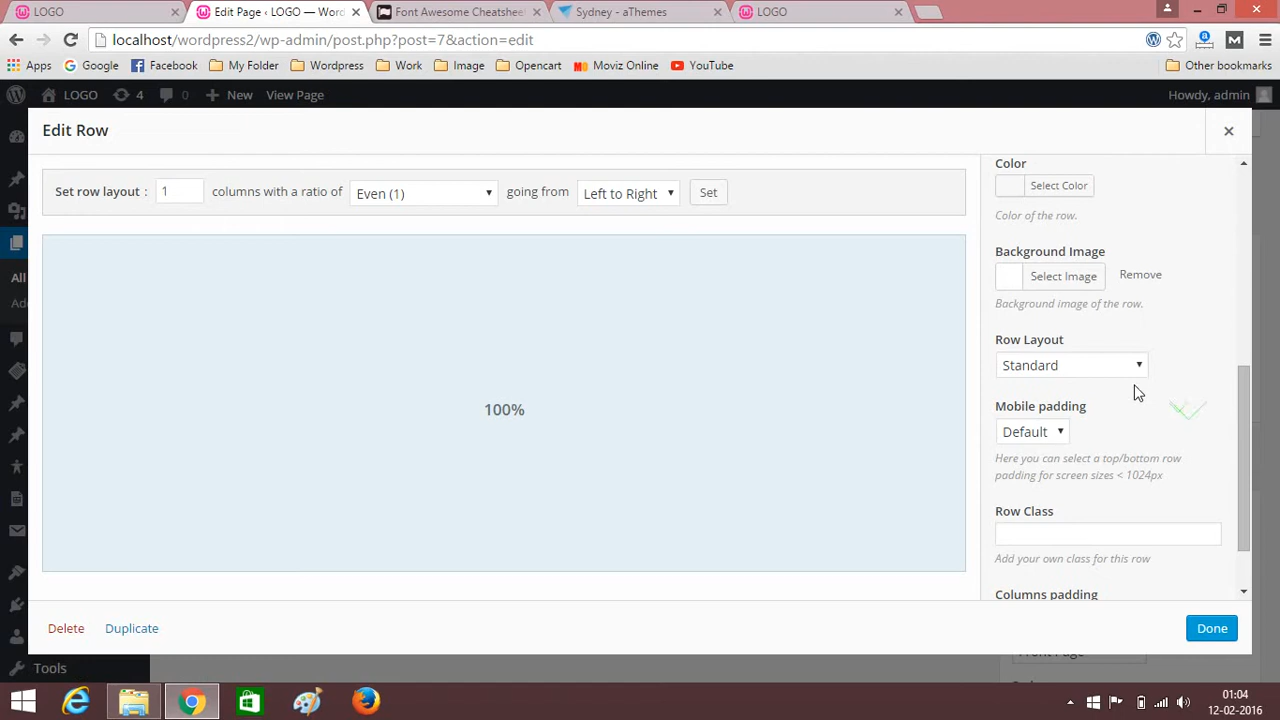 LOGO
Edit Page ‹ LOGO — Word
Font Awesome Cheatsheet
Sydney - aThemes
LOGO
localhost/wordpress2/wp-admin/post.php?post=7&action=edit
Apps
Google
Facebook
My Folder
Wordpress
Work
Image
Opencart
Moviz Online
YouTube
Other bookmarks
LOGO
4
0
New
View Page
Howdy, admin
Edit Row
Set row layout :
1
columns with a ratio of
Even (1)
going from
Left to Right
Set
100%
Color
Select Color
Color of the row.
Background Image
Select Image
Remove
Background image of the row.
Row Layout
Standard
Mobile padding
Default
Here you can select a top/bottom row
padding for screen sizes < 1024px
Row Class
Add your own class for this row
Columns padding
All
Delete
Duplicate
Done
Tools
01:04
12-02-2016